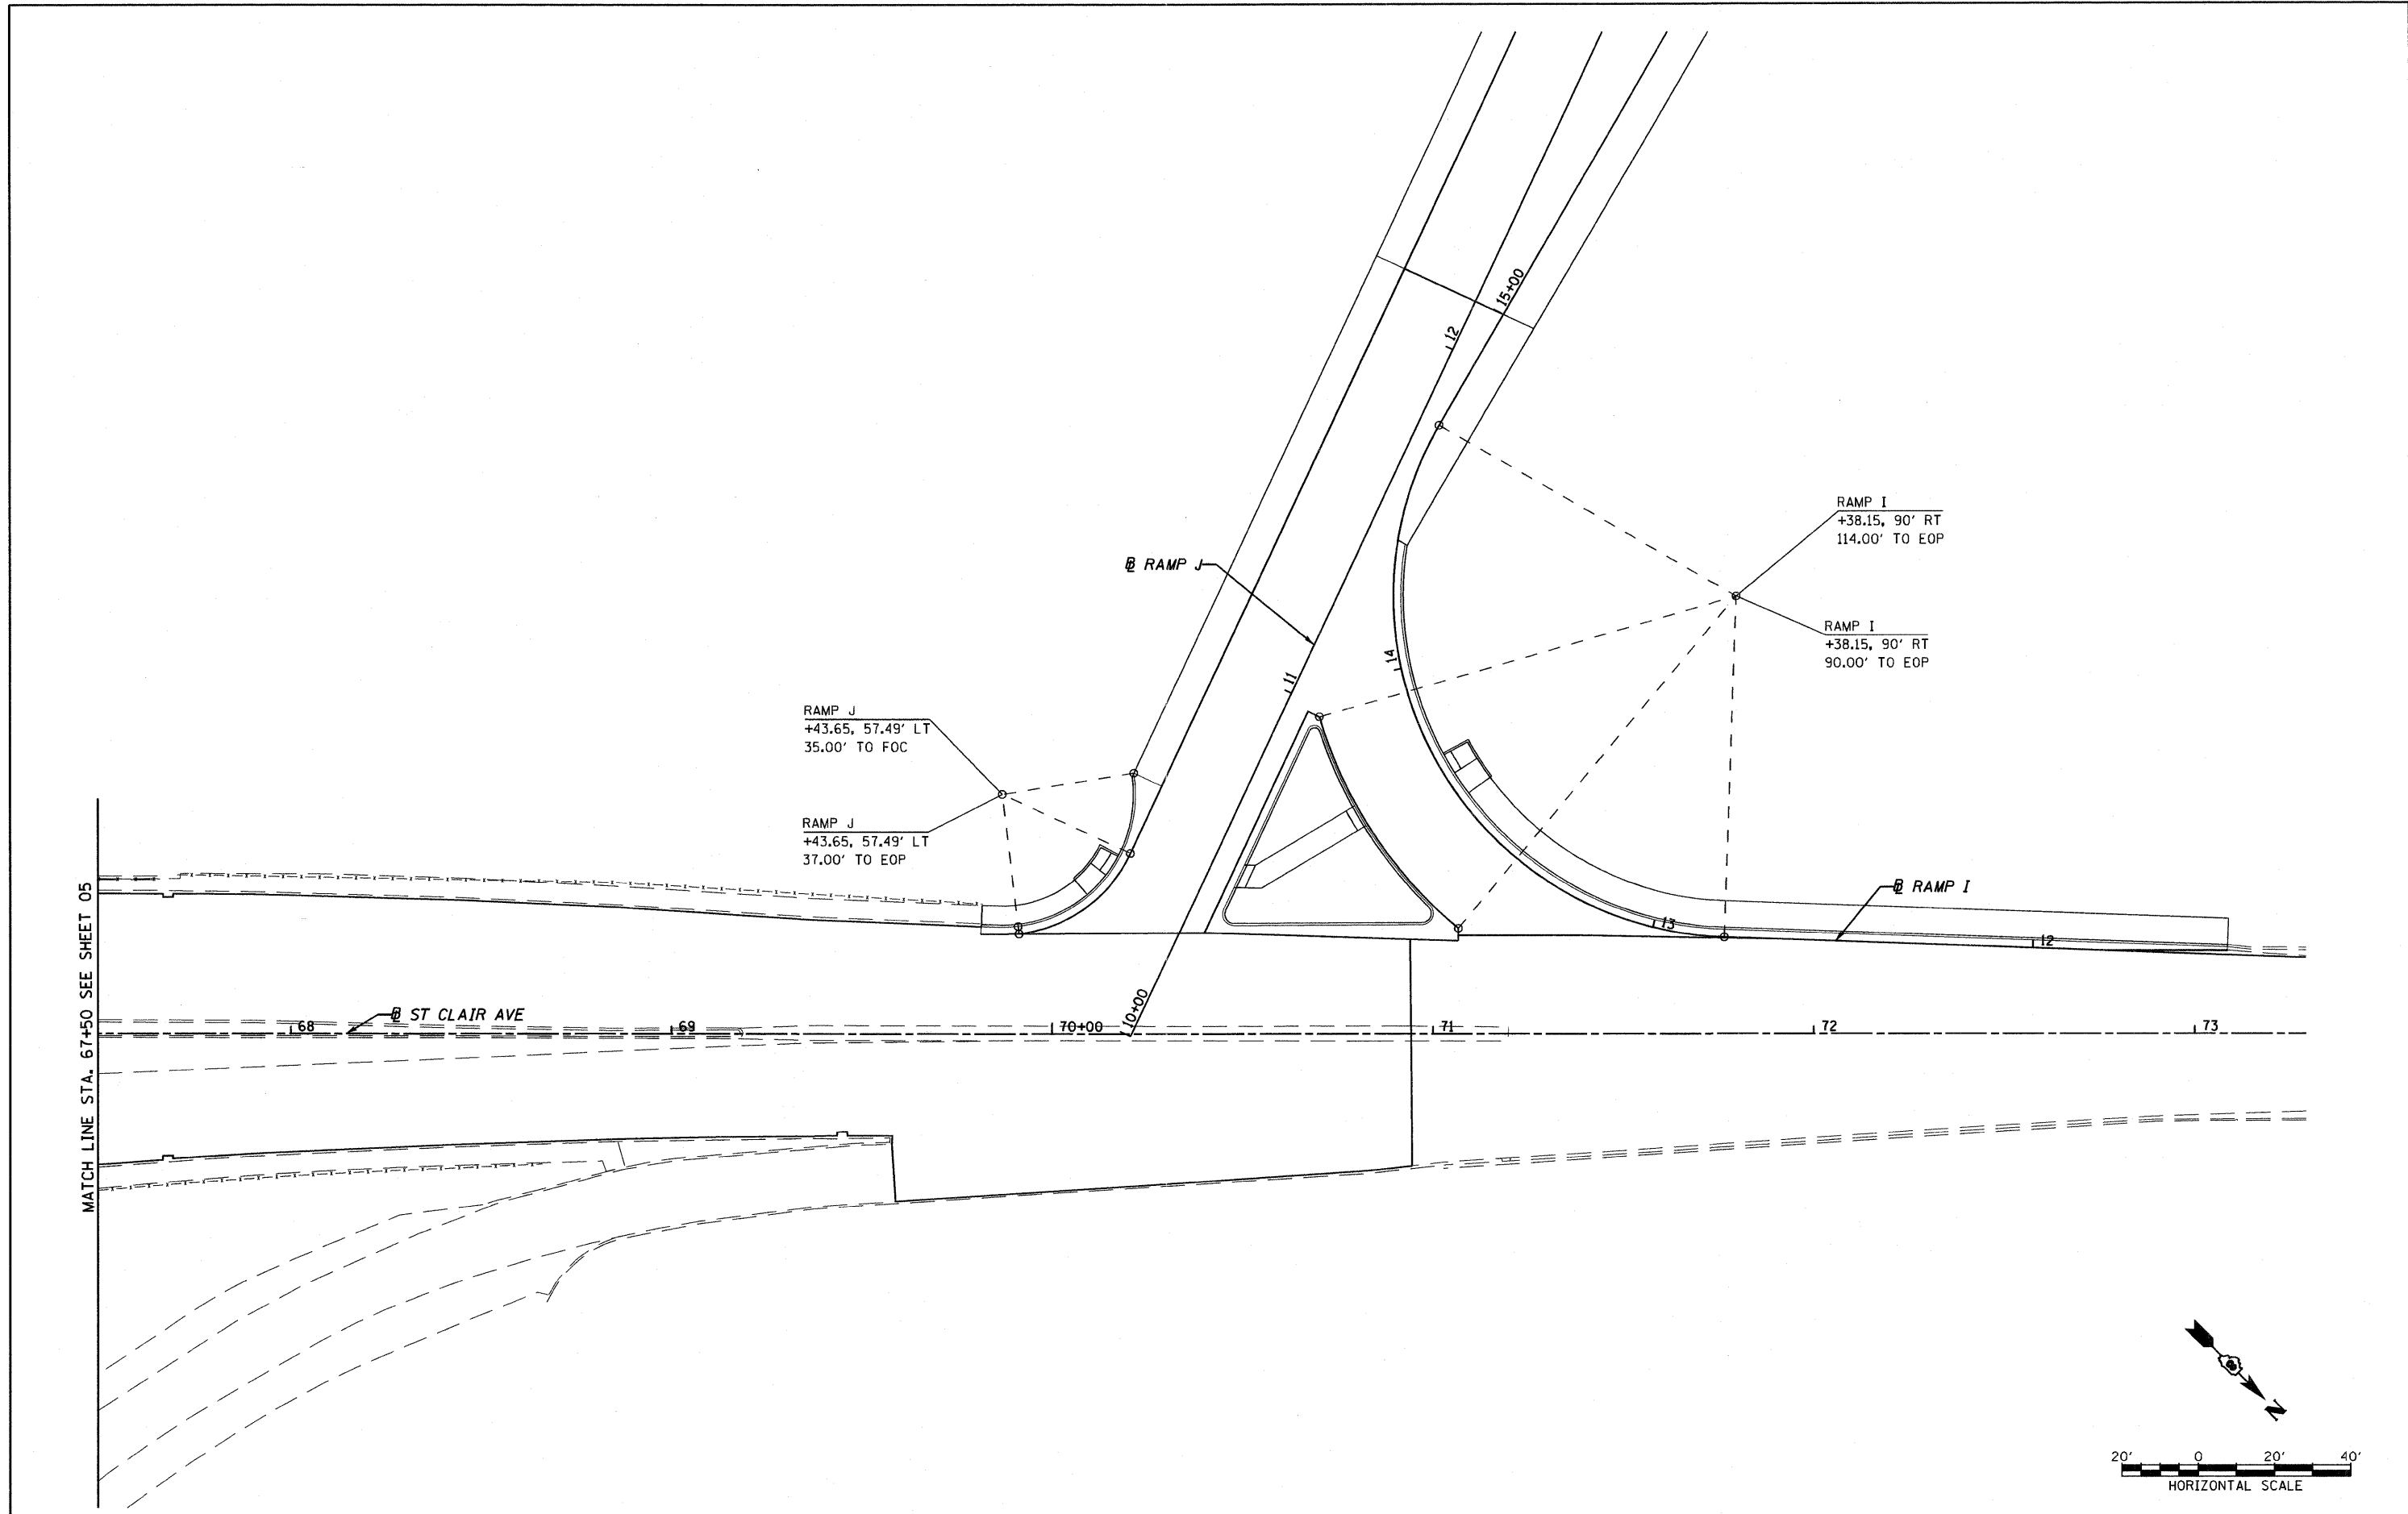 15+00
12
RAMP I
+38.15, 90' RT
114.00' TO EOP
℄ RAMP J
RAMP I
+38.15, 90' RT
90.00' TO EOP
14
11
RAMP J
+43.65, 57.49' LT
35.00' TO FOC
RAMP J
+43.65, 57.49' LT
37.00' TO EOP
℄ RAMP I
13
12
MATCH LINE STA. 67+50 SEE SHEET 05
10+00
℄ ST CLAIR AVE
68
69
70+00
71
72
73
N
20' 0 20' 40'
HORIZONTAL SCALE